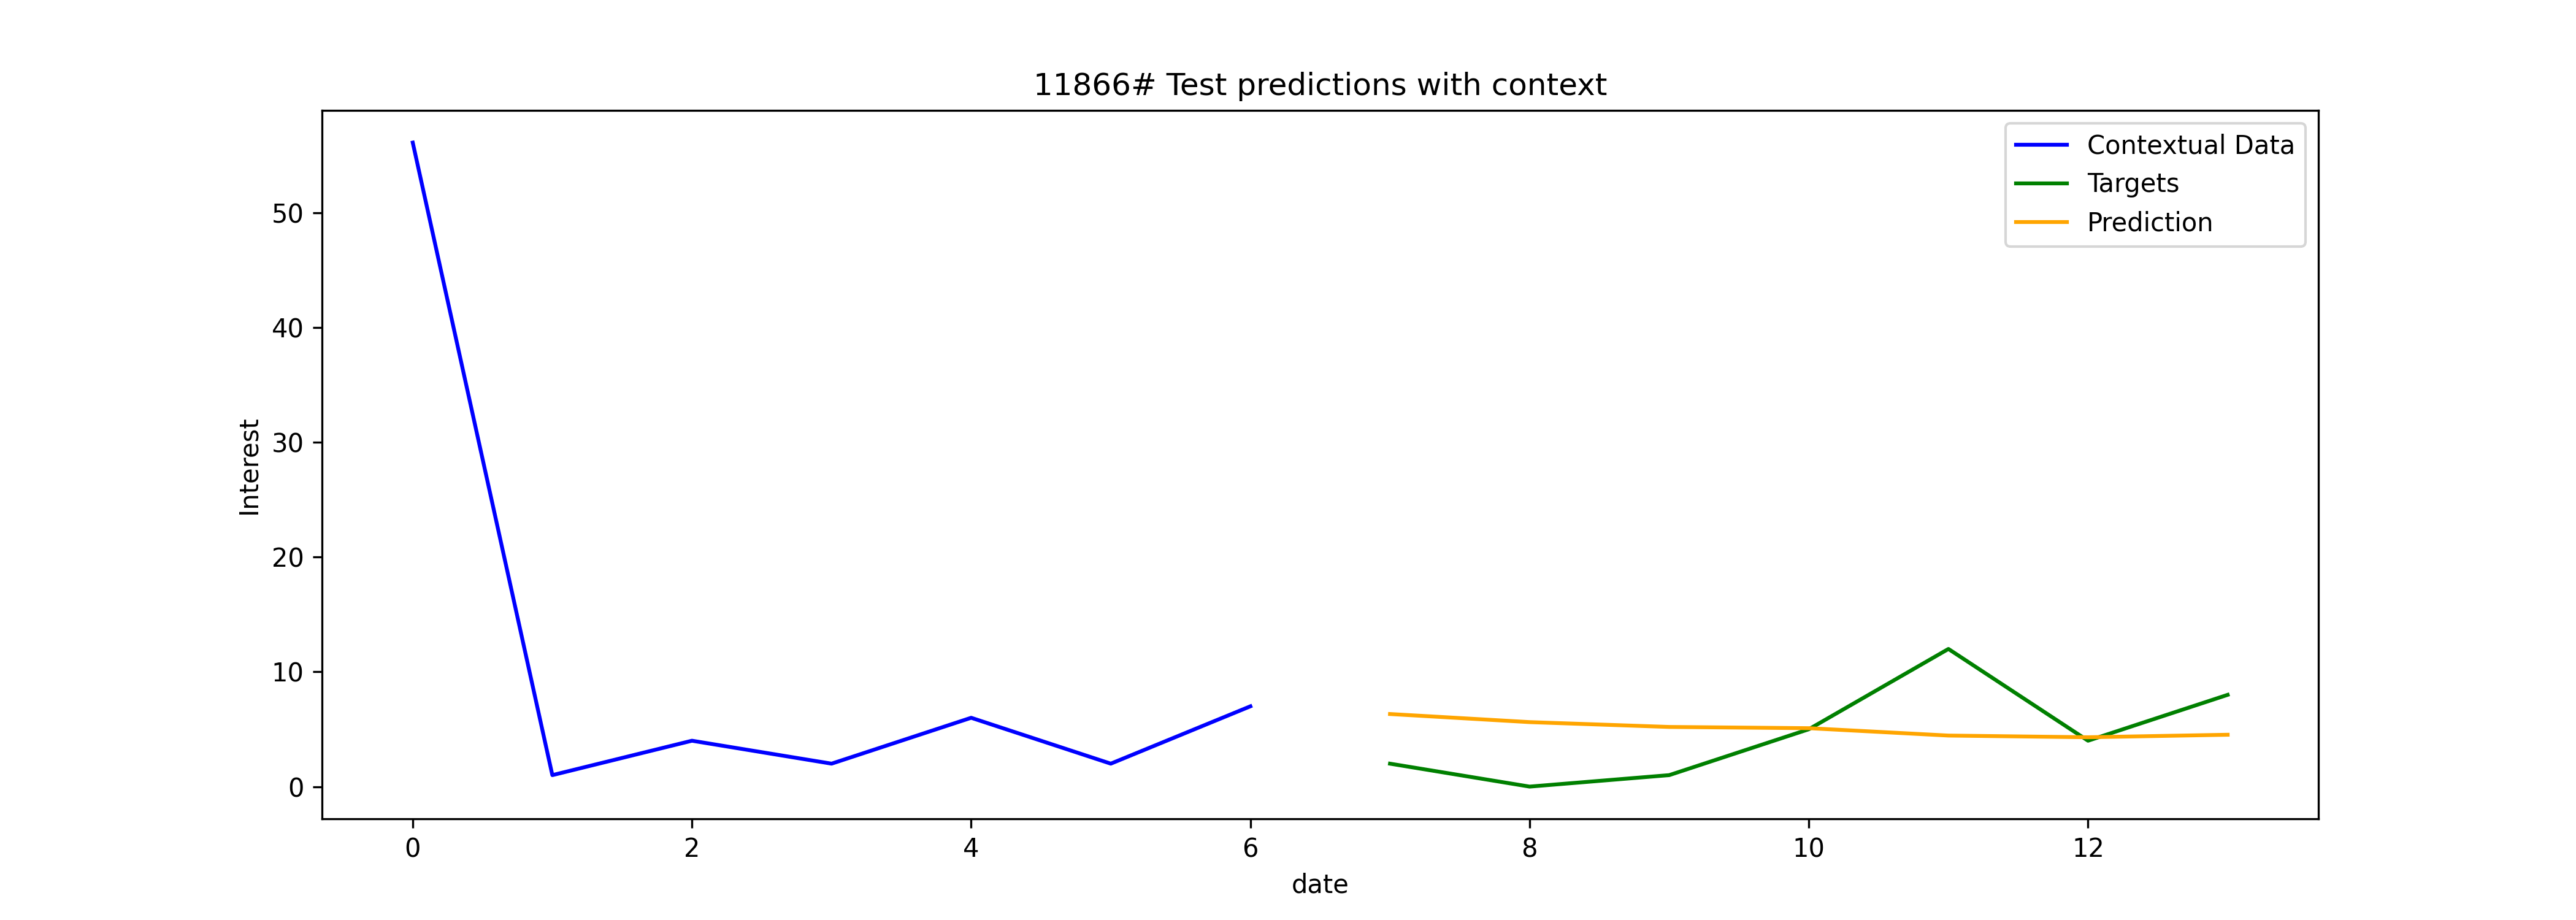 11866# Test predictions with context
Contextual Data
Targets
Prediction
Interest
50
40
30
20
10
0
0 2 4 6 8 10 12
date